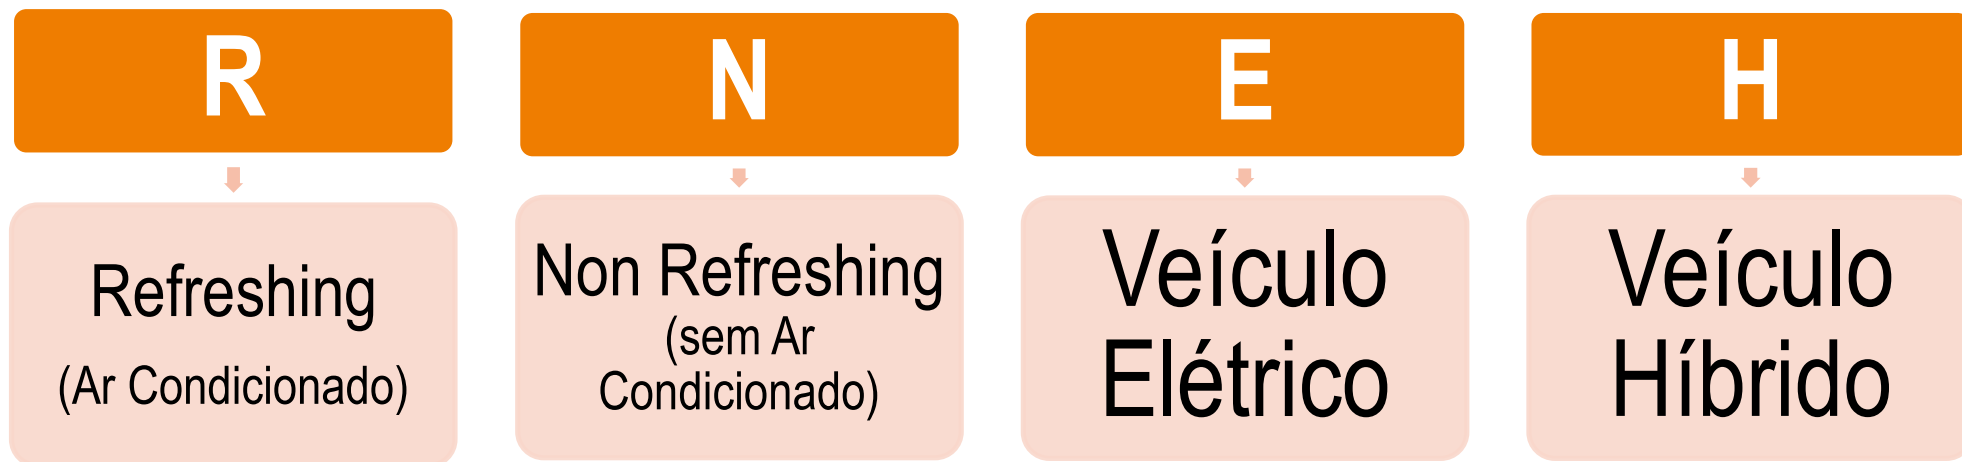 R
Refreshing
(Ar Condicionado)
N
Non Refreshing
(sem Ar
Condicionado)
E
Veículo
Elétrico
H
Veículo
Híbrido